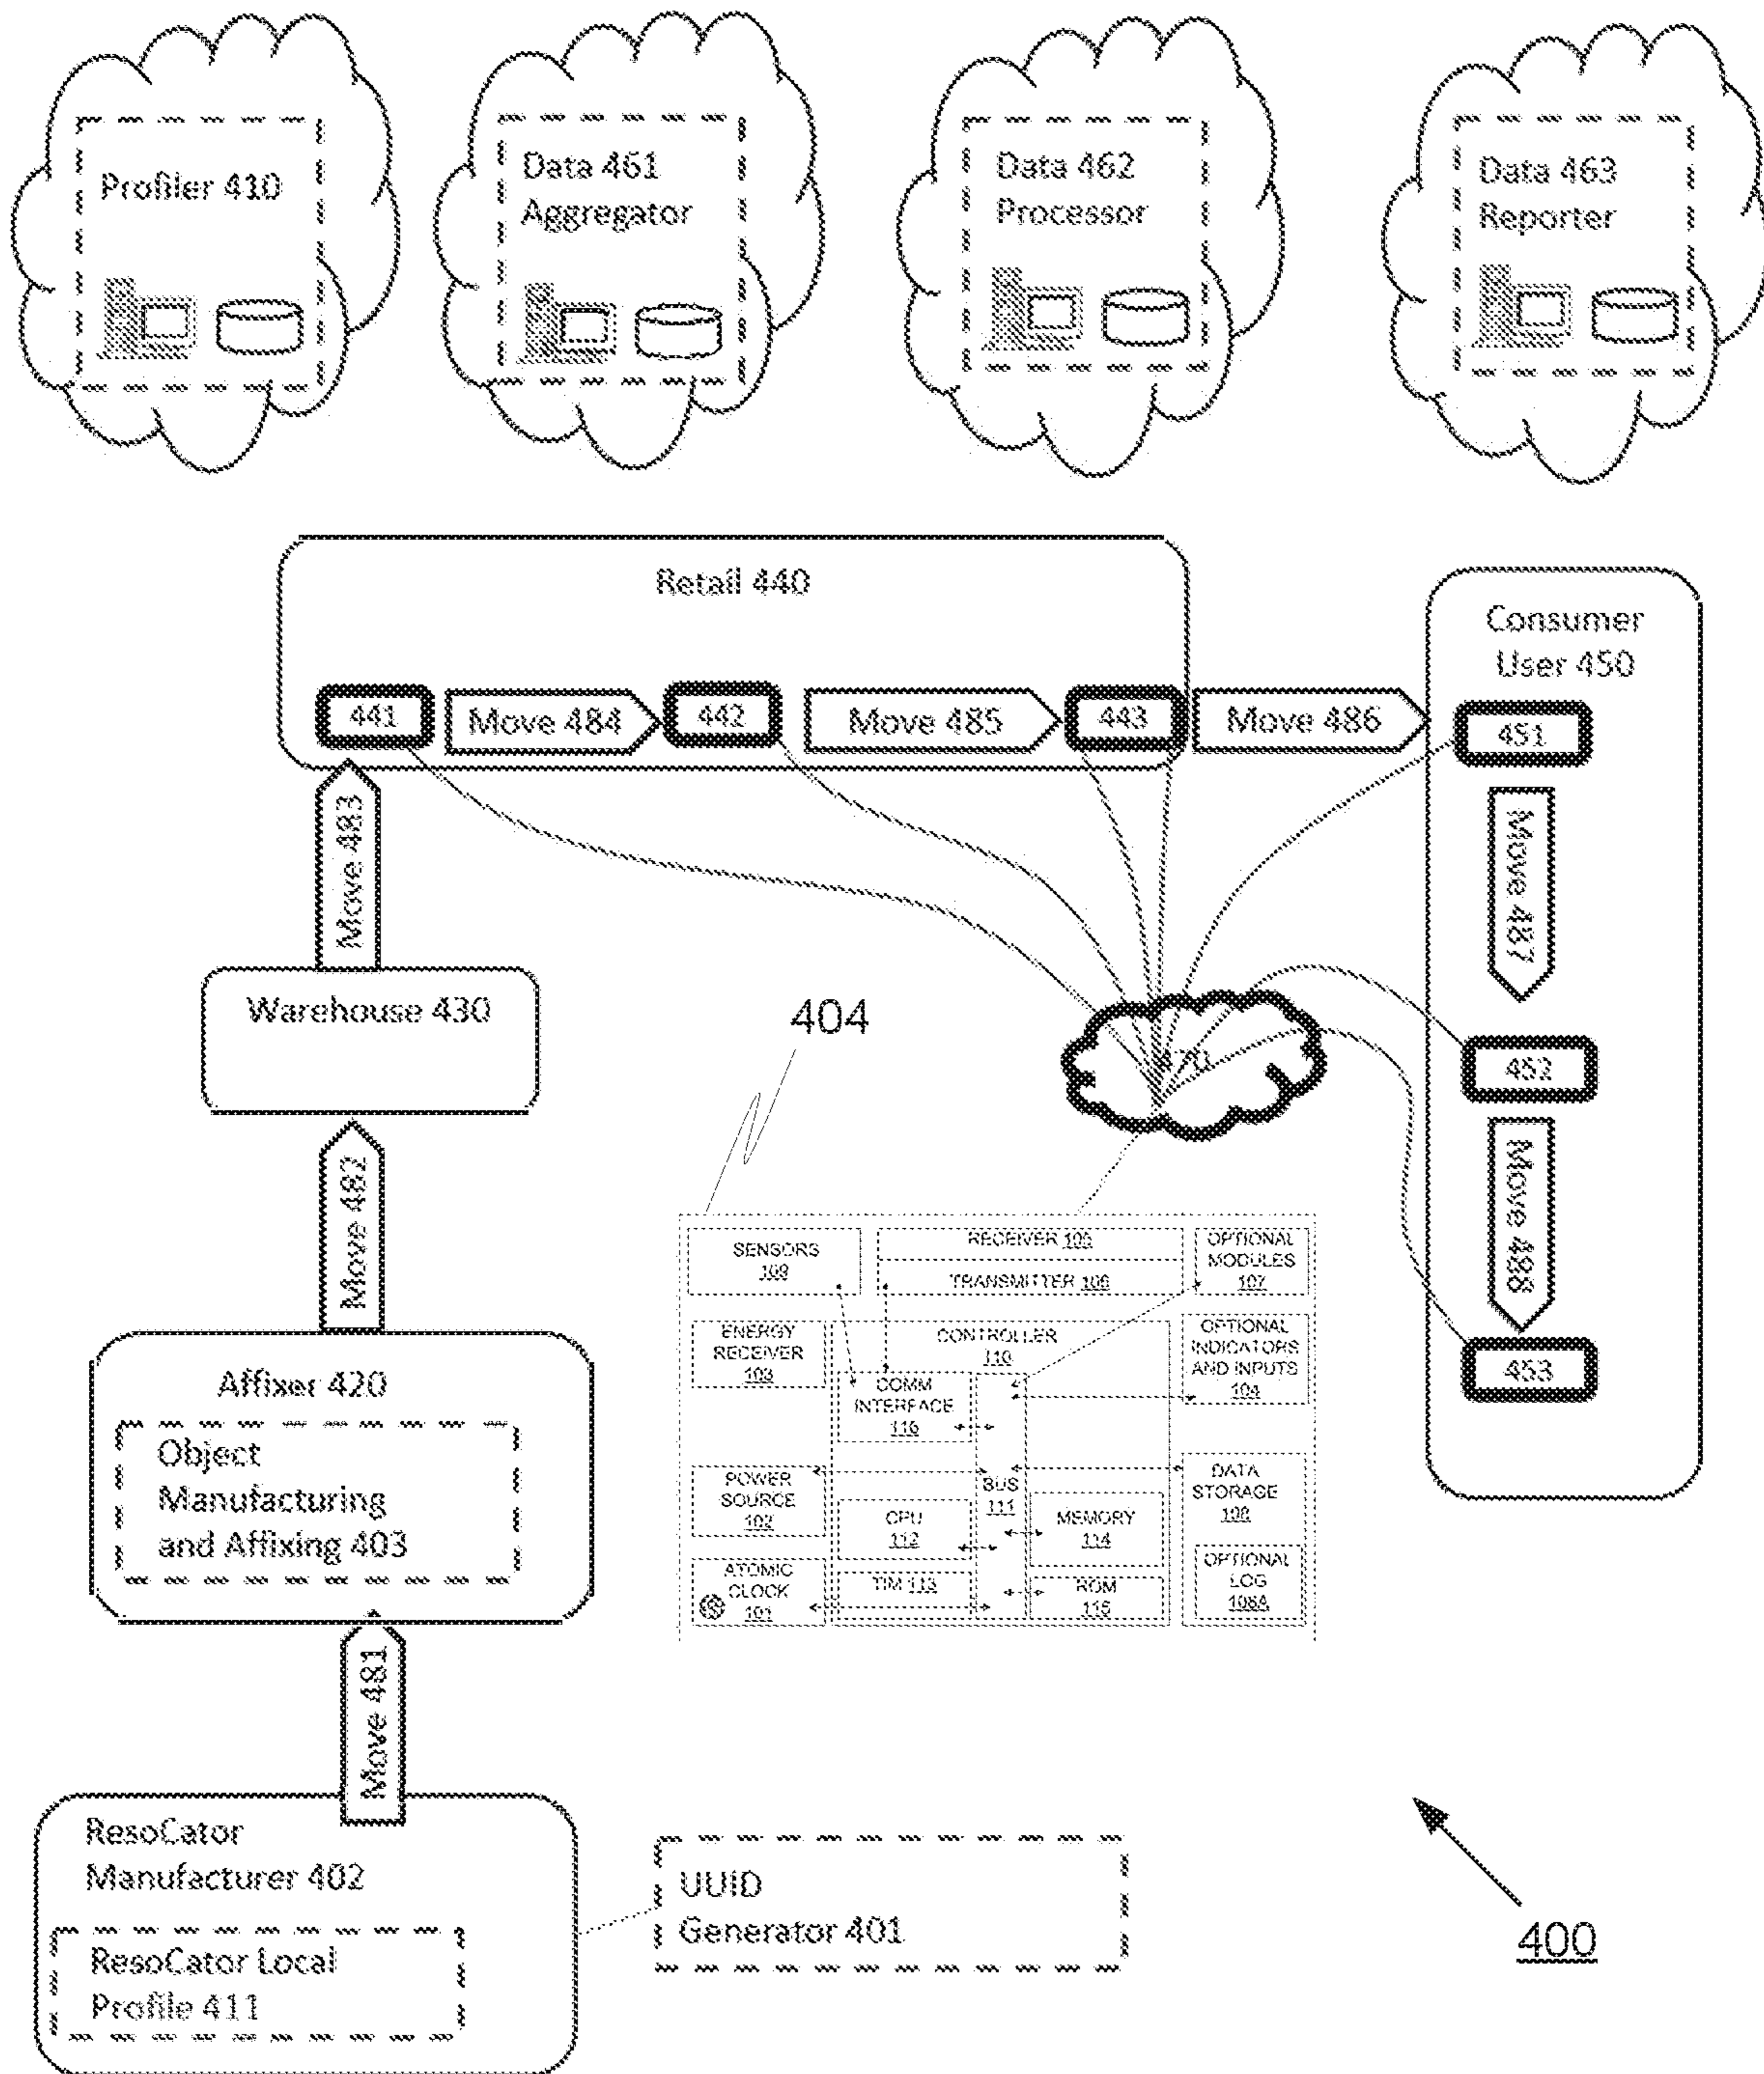 Profiler 410
Data 461
Aggregator
Data 462
Processor
Data 463
Reporter
Retail 440
441
Move 484
442
Move 485
443
Move 486
Consumer
User 450
451
Move 487
452
Move 488
453
Move 483
Warehouse 430
Move 482
Affixer 420
Object
Manufacturing
and Affixing 403
Move 481
ResoCator
Manufacturer 402
ResoCator Local
Profile 411
UUID
Generator 401
404
470
SENSORS
RECEIVER 105
TRANSMITTER 106
OPTIONAL
MODULES
107
ENERGY
RECEIVER
103
CONTROLLER
110
OPTIONAL
INDICATORS
AND INPUTS
104
COMM
INTERFACE
116
POWER
SOURCE
102
BUS
111
DATA
STORAGE
108
CPU
112
MEMORY
114
ATOMIC
CLOCK
101
TIM 113
ROM
115
OPTIONAL
LOG
108A
400